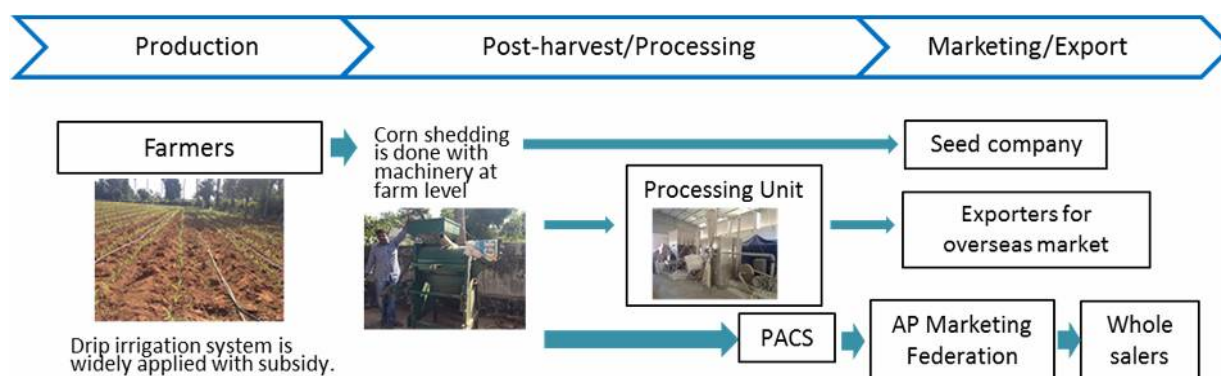 Production
Post-harvest/Processing
Marketing/Export
Farmers
Corn shedding
is done with
machinery at
farm level
Seed company
Processing Unit
Exporters for
overseas market
Drip irrigation system is
widely applied with subsidy.
PACS
AP Marketing
Federation
Whole
salers